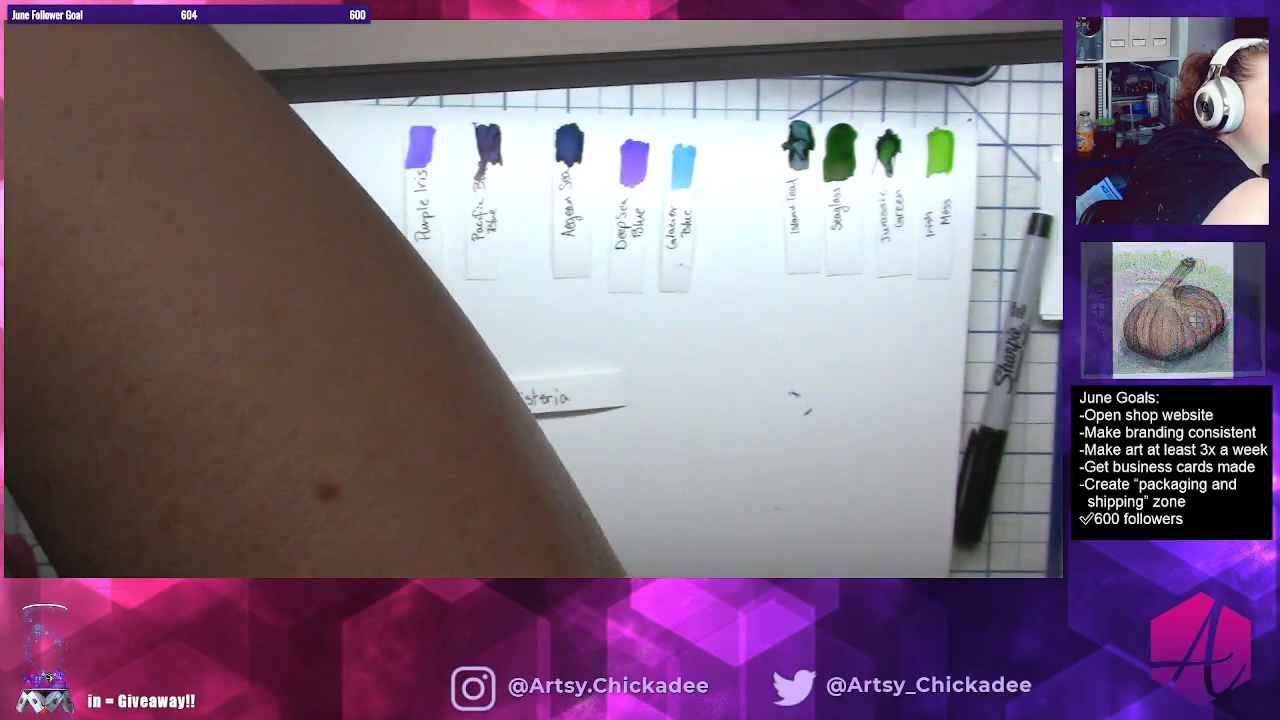 June Follower Goal 604 600
Purple Iris
Pacific
Blue
Aegean Sea
DeepSea
Blue
Glacier
Blue
Island Teal
Seaglass
Jurassic
Green
Irish
Moss
isteria
Sharpie
June Goals:
-Open shop website
-Make branding consistent
-Make art at least 3x a week
-Get business cards made
-Create "packaging and
shipping" zone
✓600 followers
in = Giveaway!!
@Artsy.Chickadee
@Artsy_Chickadee
A